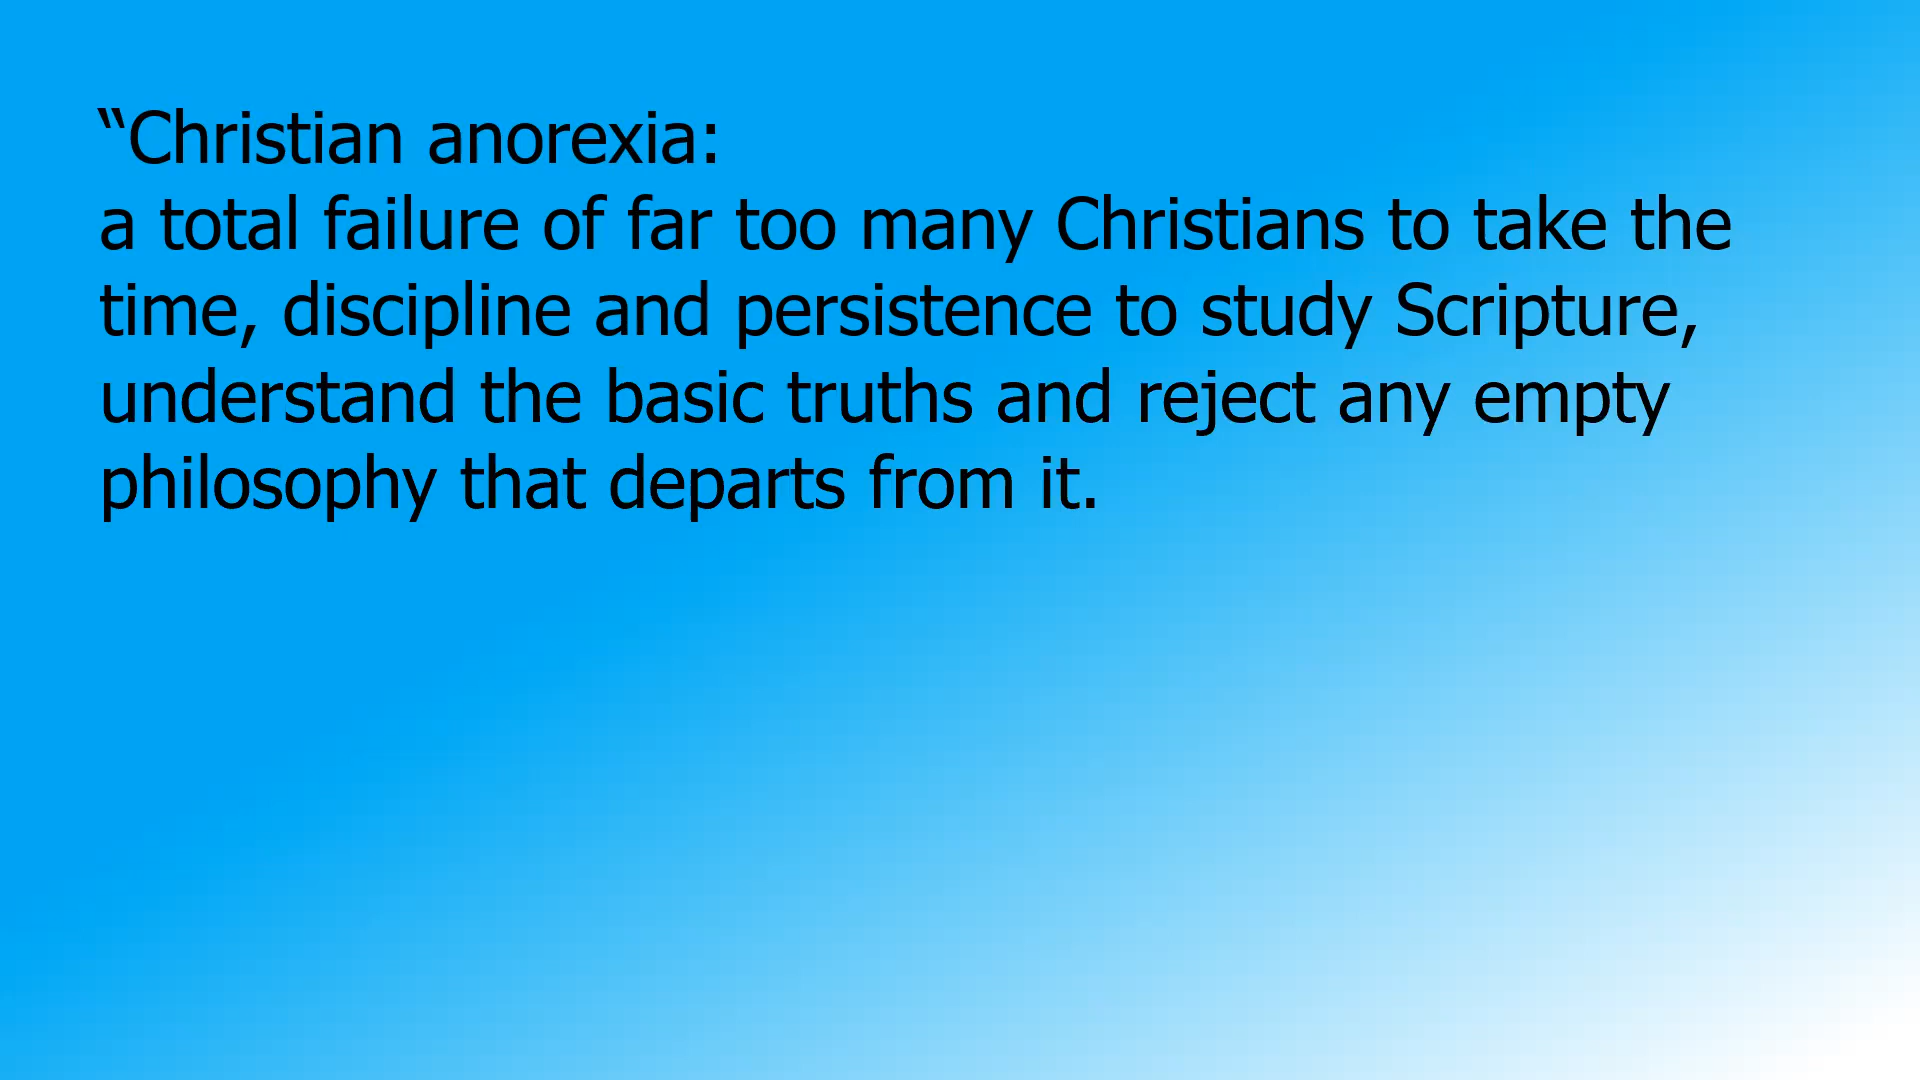 “Christian anorexia:
a total failure of far too many Christians to take the
time, discipline and persistence to study Scripture,
understand the basic truths and reject any empty
philosophy that departs from it.